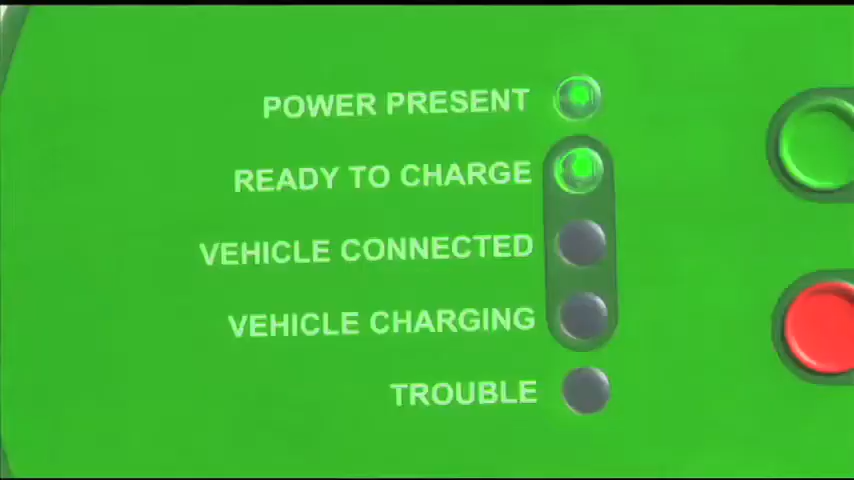 POWER PRESENT
READY TO CHARGE
VEHICLE CONNECTED
VEHICLE CHARGING
TROUBLE